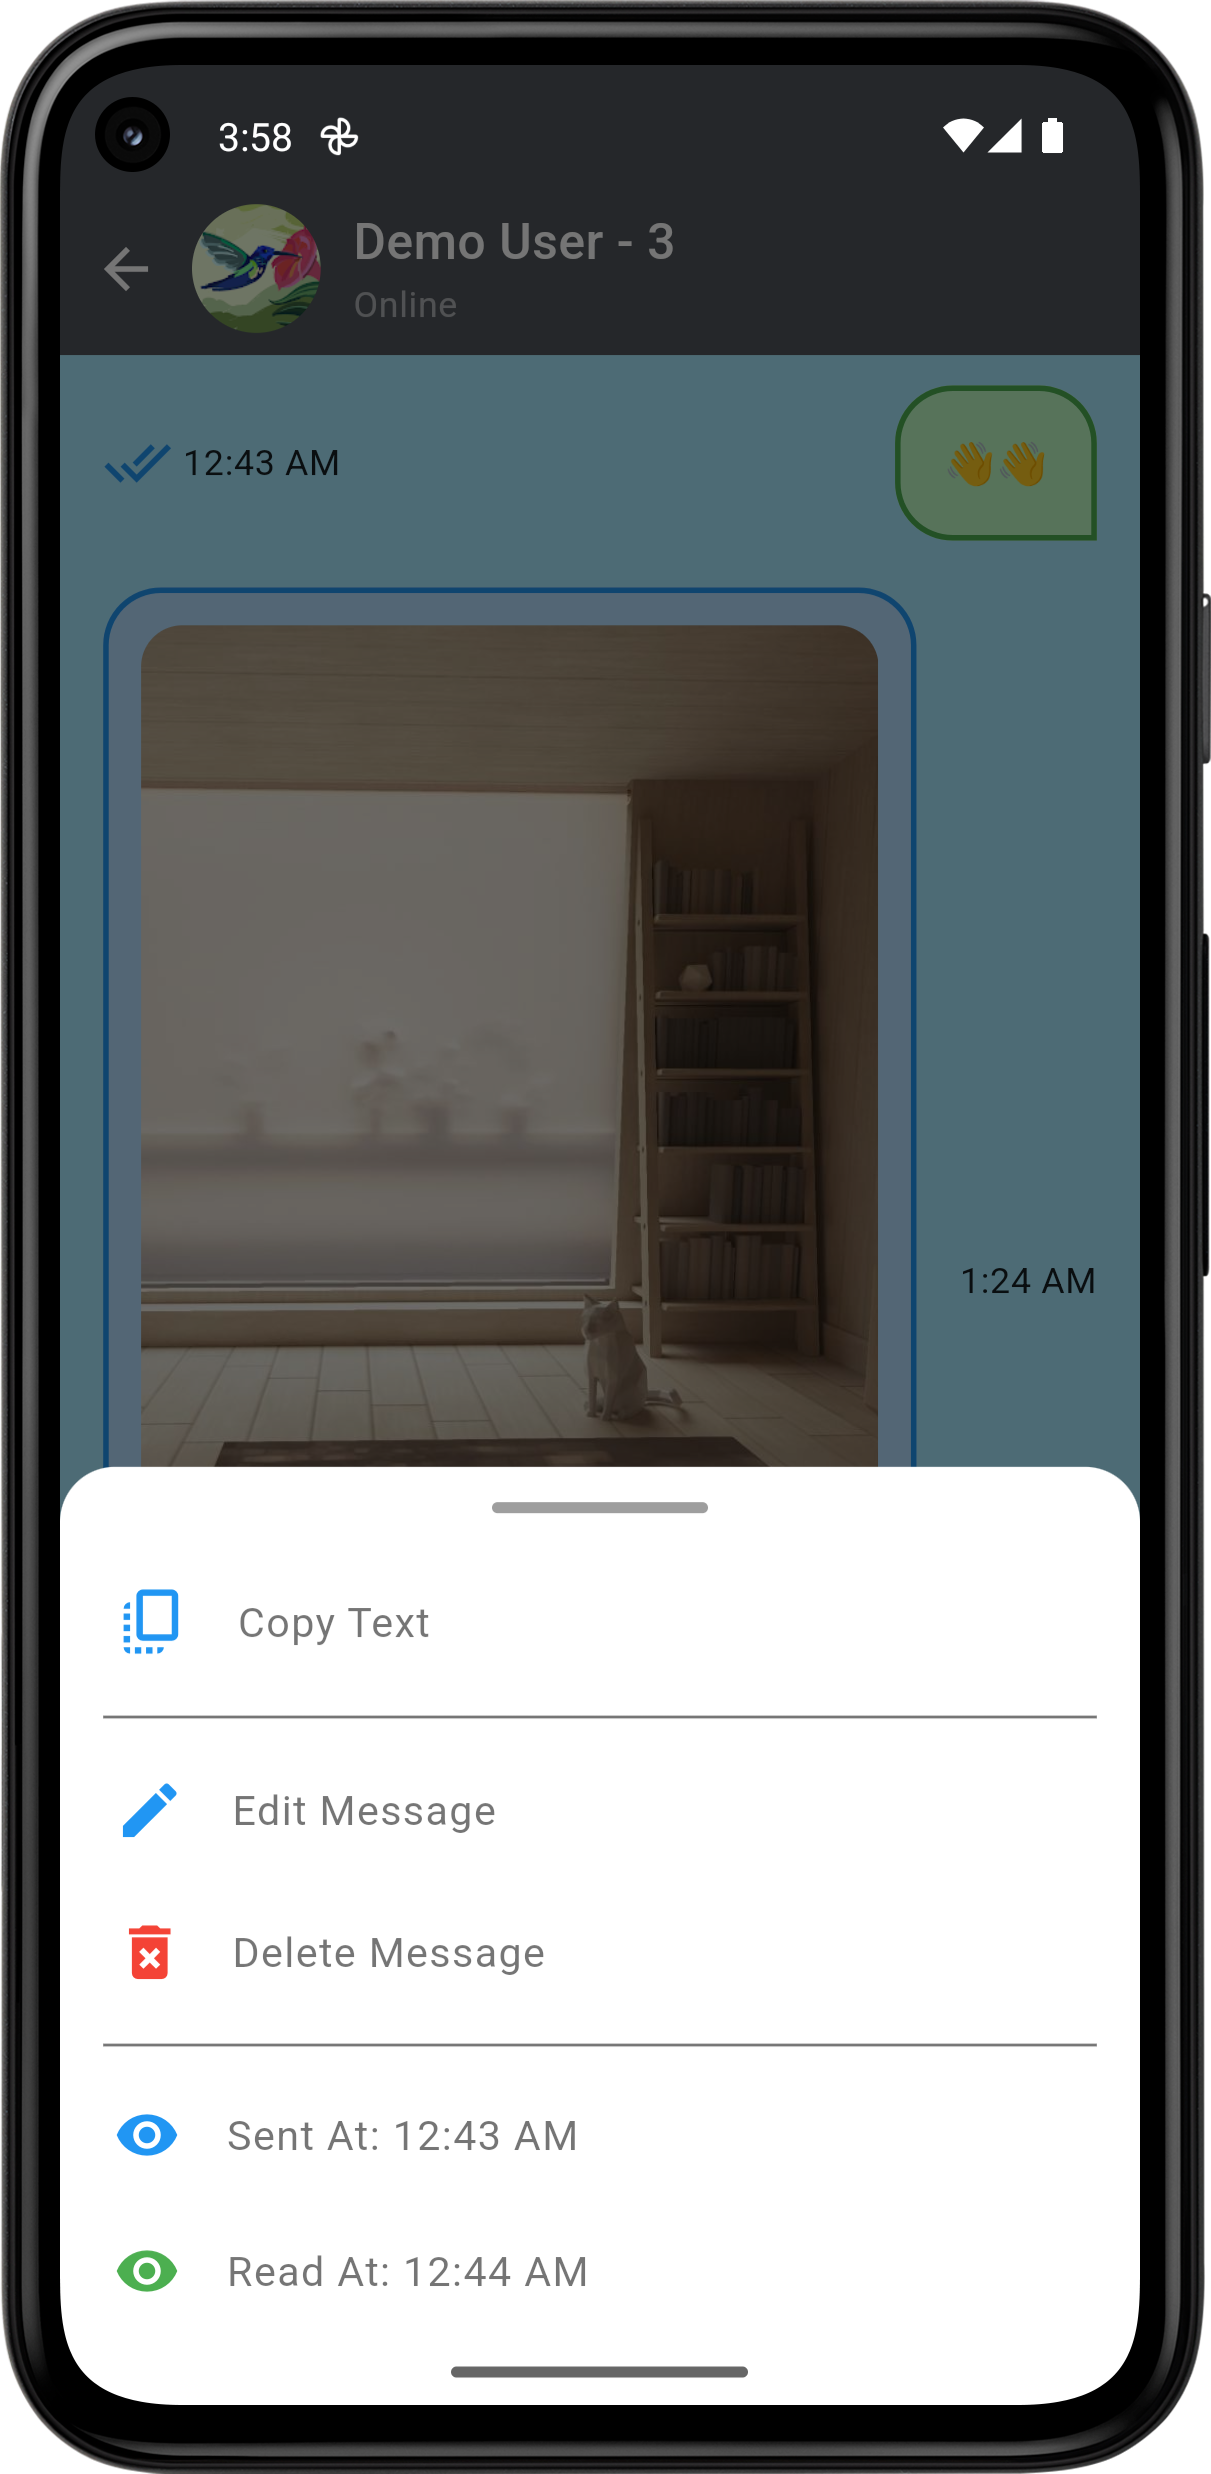 3:58
Demo User - 3
Online
12:43 AM
👋👋
1:24 AM
Copy Text
Edit Message
Delete Message
Sent At: 12:43 AM
Read At: 12:44 AM